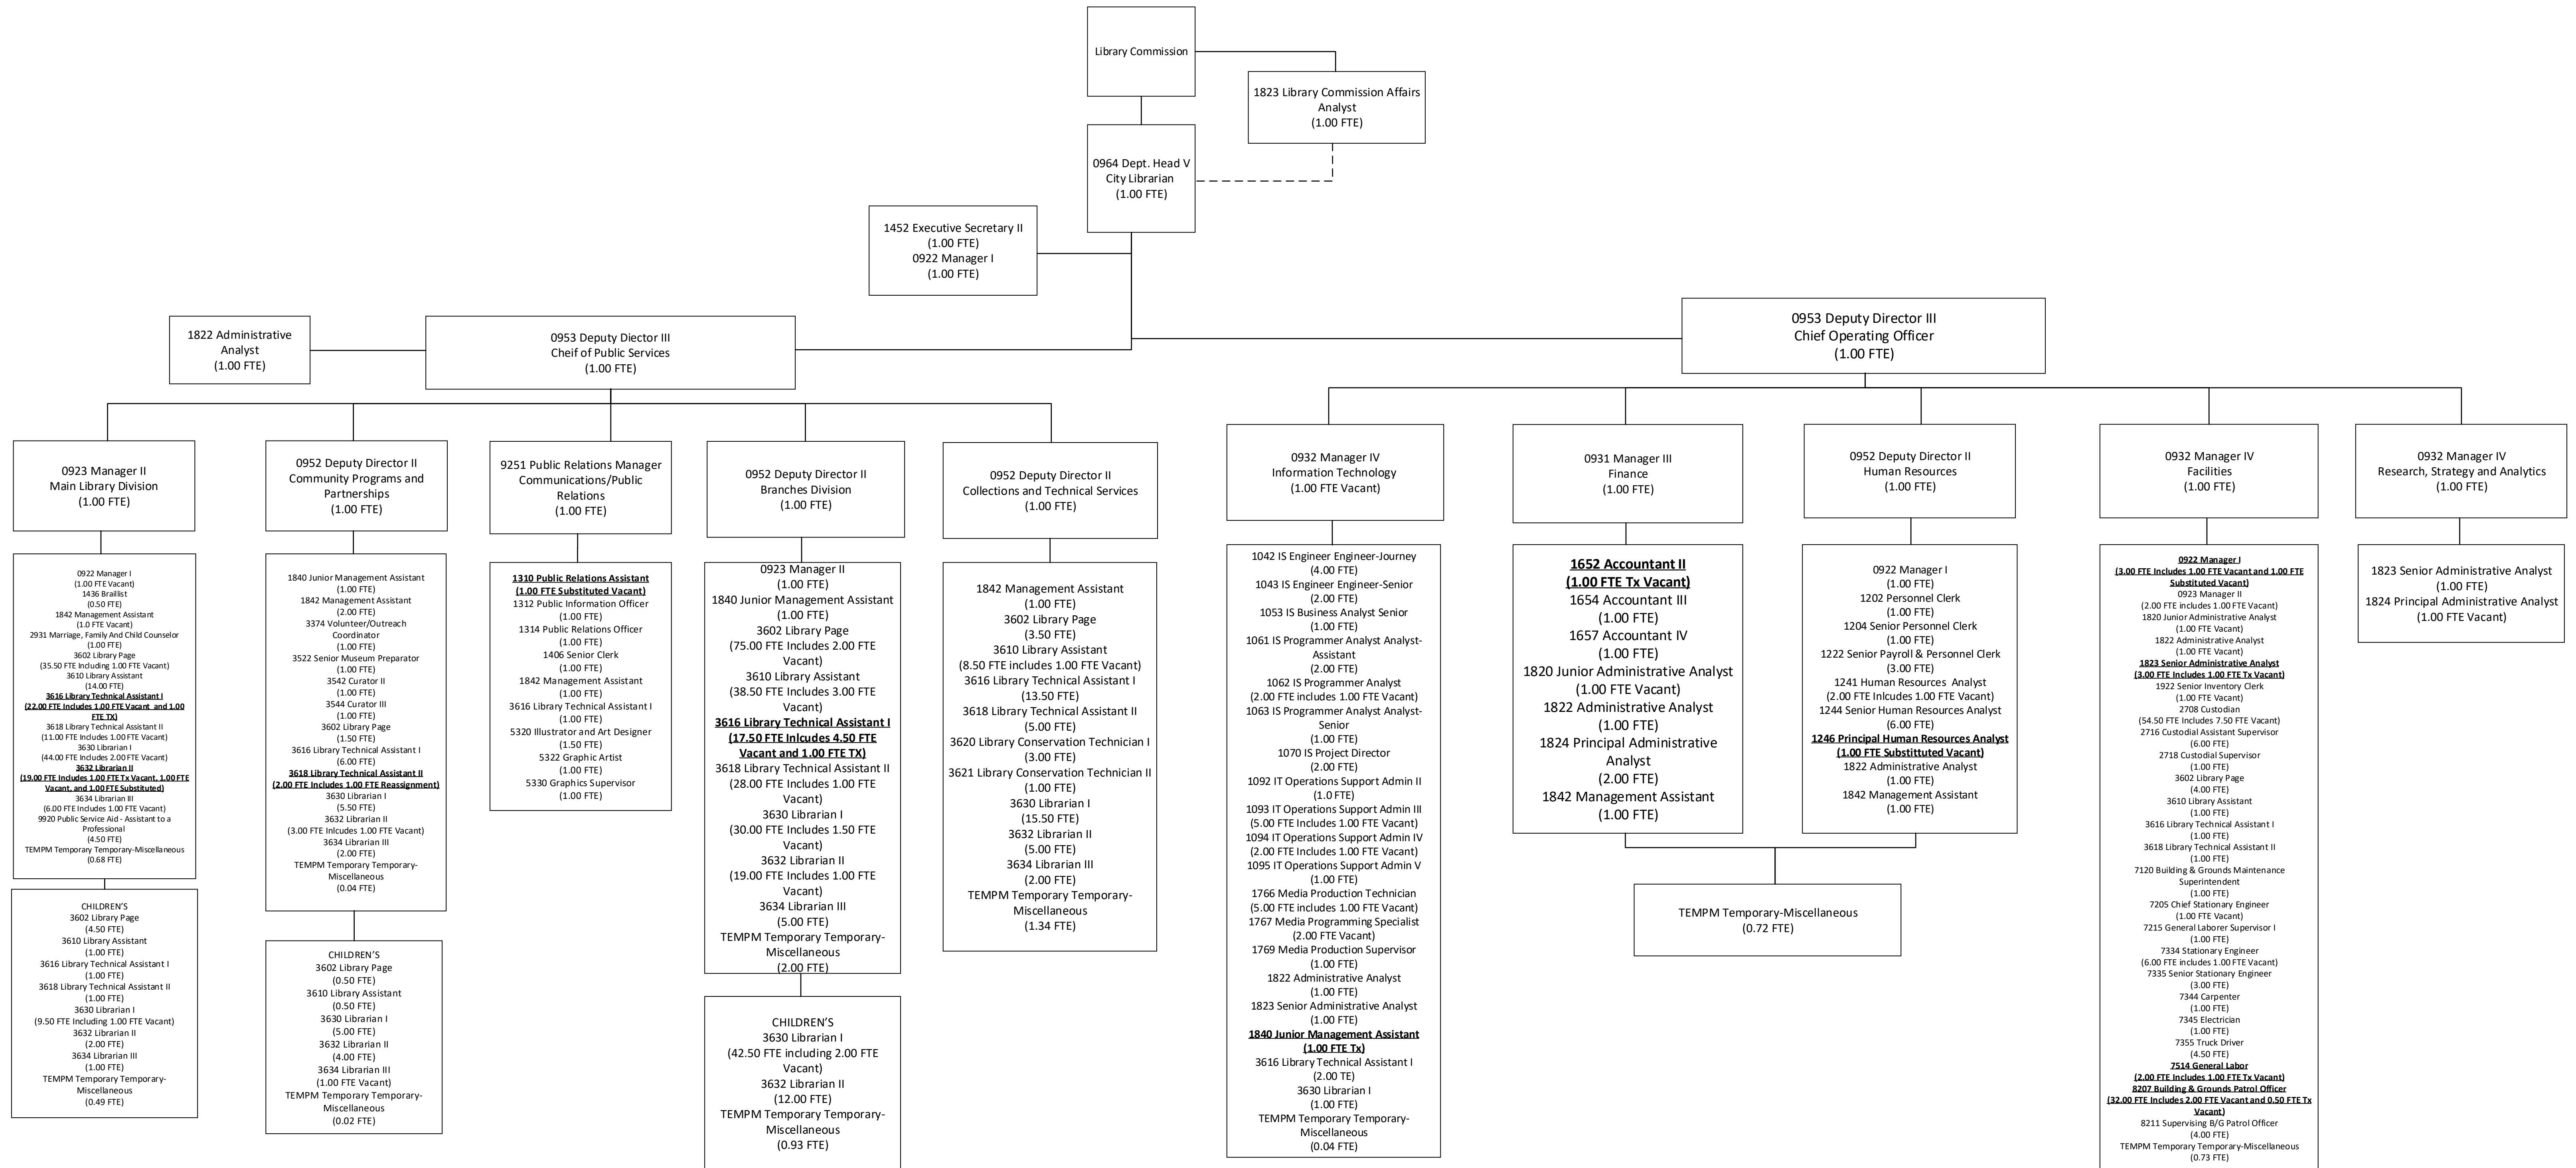 Library Commission
1823 Library Commission Affairs
Analyst
(1.00 FTE)
0964 Dept. Head V
City Librarian
(1.00 FTE)
1452 Executive Secretary II
(1.00 FTE)
0922 Manager I
(1.00 FTE)
1822 Administrative
Analyst
(1.00 FTE)
0953 Deputy Diector III
Cheif of Public Services
(1.00 FTE)
0953 Deputy Director III
Chief Operating Officer
(1.00 FTE)
0923 Manager II
Main Library Division
(1.00 FTE)
0952 Deputy Director II
Community Programs and
Partnerships
(1.00 FTE)
9251 Public Relations Manager
Communications/Public
Relations
(1.00 FTE)
0952 Deputy Director II
Branches Division
(1.00 FTE)
0952 Deputy Director II
Collections and Technical Services
(1.00 FTE)
0932 Manager IV
Information Technology
(1.00 FTE Vacant)
0931 Manager III
Finance
(1.00 FTE)
0952 Deputy Director II
Human Resources
(1.00 FTE)
0932 Manager IV
Facilities
(1.00 FTE)
0932 Manager IV
Research, Strategy and Analytics
(1.00 FTE)
0922 Manager I
(1.00 FTE Vacant)
1436 Braillist
(0.50 FTE)
1842 Management Assistant
(1.0 FTE Vacant)
2931 Marriage, Family And Child Counselor
(1.00 FTE)
3602 Library Page
(35.50 FTE Including 1.00 FTE Vacant)
3610 Library Assistant
(14.00 FTE)
3616 Library Technical Assistant I
(22.00 FTE Includes 1.00 FTE Vacant and 1.00
FTE TX)
3618 Library Technical Assistant II
(11.00 FTE Includes 1.00 FTE Vacant)
3630 Librarian I
(44.00 FTE Includes 2.00 FTE Vacant)
3632 Librarian II
(19.00 FTE Includes 1.00 FTE Tx Vacant, 1.00 FTE
Vacant, and 1.00 FTE Substituted)
3634 Librarian III
(6.00 FTE Includes 1.00 FTE Vacant)
9920 Public Service Aid - Assistant to a
Professional
(4.50 FTE)
TEMPM Temporary Temporary-Miscellaneous
(0.68 FTE)
CHILDREN'S
3602 Library Page
(4.50 FTE)
3610 Library Assistant
(1.00 FTE)
3616 Library Technical Assistant I
(1.00 FTE)
3618 Library Technical Assistant II
(1.00 FTE)
3630 Librarian I
(9.50 FTE Including 1.00 FTE Vacant)
3632 Librarian II
(2.00 FTE)
3634 Librarian III
(1.00 FTE)
TEMPM Temporary Temporary-
Miscellaneous
(0.49 FTE)
1840 Junior Management Assistant
(1.00 FTE)
1842 Management Assistant
(2.00 FTE)
3374 Volunteer/Outreach
Coordinator
(1.00 FTE)
3522 Senior Museum Preparator
(1.00 FTE)
3542 Curator II
(1.00 FTE)
3544 Curator III
(1.00 FTE)
3602 Library Page
(1.50 FTE)
3616 Library Technical Assistant I
(6.00 FTE)
3618 Library Technical Assistant II
(2.00 FTE Includes 1.00 FTE Reassignment)
3630 Librarian I
(5.50 FTE)
3632 Librarian II
(3.00 FTE Inlcudes 1.00 FTE Vacant)
3634 Librarian III
(2.00 FTE)
TEMPM Temporary Temporary-
Miscellaneous
(0.04 FTE)
CHILDREN'S
3602 Library Page
(0.50 FTE)
3610 Library Assistant
(0.50 FTE)
3630 Librarian I
(5.00 FTE)
3632 Librarian II
(4.00 FTE)
3634 Librarian III
(1.00 FTE Vacant)
TEMPM Temporary Temporary-
Miscellaneous
(0.02 FTE)
1310 Public Relations Assistant
(1.00 FTE Substituted Vacant)
1312 Public Information Officer
(1.00 FTE)
1314 Public Relations Officer
(1.00 FTE)
1406 Senior Clerk
(1.00 FTE)
1842 Management Assistant
(1.00 FTE)
3616 Library Technical Assistant I
(1.00 FTE)
5320 Illustrator and Art Designer
(1.50 FTE)
5322 Graphic Artist
(1.00 FTE)
5330 Graphics Supervisor
(1.00 FTE)
0923 Manager II
(1.00 FTE)
1840 Junior Management Assistant
(1.00 FTE)
3602 Library Page
(75.00 FTE Includes 2.00 FTE
Vacant)
3610 Library Assistant
(38.50 FTE Includes 3.00 FTE
Vacant)
3616 Library Technical Assistant I
(17.50 FTE Inlcudes 4.50 FTE
Vacant and 1.00 FTE TX)
3618 Library Technical Assistant II
(28.00 FTE Includes 1.00 FTE
Vacant)
3630 Librarian I
(30.00 FTE Includes 1.50 FTE
Vacant)
3632 Librarian II
(19.00 FTE Includes 1.00 FTE
Vacant)
3634 Librarian III
(5.00 FTE)
TEMPM Temporary Temporary-
Miscellaneous
(2.00 FTE)
CHILDREN'S
3630 Librarian I
(42.50 FTE including 2.00 FTE
Vacant)
3632 Librarian II
(12.00 FTE)
TEMPM Temporary Temporary-
Miscellaneous
(0.93 FTE)
1842 Management Assistant
(1.00 FTE)
3602 Library Page
(3.50 FTE)
3610 Library Assistant
(8.50 FTE includes 1.00 FTE Vacant)
3616 Library Technical Assistant I
(13.50 FTE)
3618 Library Technical Assistant II
(5.00 FTE)
3620 Library Conservation Technician I
(3.00 FTE)
3621 Library Conservation Technician II
(1.00 FTE)
3630 Librarian I
(15.50 FTE)
3632 Librarian II
(5.00 FTE)
3634 Librarian III
(2.00 FTE)
TEMPM Temporary Temporary-
Miscellaneous
(1.34 FTE)
1042 IS Engineer Engineer-Journey
(4.00 FTE)
1043 IS Engineer Engineer-Senior
(2.00 FTE)
1053 IS Business Analyst Senior
(1.00 FTE)
1061 IS Programmer Analyst Analyst-
Assistant
(2.00 FTE)
1062 IS Programmer Analyst
(2.00 FTE includes 1.00 FTE Vacant)
1063 IS Programmer Analyst Analyst-
Senior
(1.00 FTE)
1070 IS Project Director
(2.00 FTE)
1092 IT Operations Support Admin II
(1.0 FTE)
1093 IT Operations Support Admin III
(5.00 FTE Includes 1.00 FTE Vacant)
1094 IT Operations Support Admin IV
(2.00 FTE Includes 1.00 FTE Vacant)
1095 IT Operations Support Admin V
(1.00 FTE)
1766 Media Production Technician
(5.00 FTE includes 1.00 FTE Vacant)
1767 Media Programming Specialist
(2.00 FTE Vacant)
1769 Media Production Supervisor
(1.00 FTE)
1822 Administrative Analyst
(1.00 FTE)
1823 Senior Administrative Analyst
(1.00 FTE)
1840 Junior Management Assistant
(1.00 FTE Tx)
3616 Library Technical Assistant I
(2.00 TE)
3630 Librarian I
(1.00 FTE)
TEMPM Temporary Temporary-
Miscellaneous
(0.04 FTE)
1652 Accountant II
(1.00 FTE Tx Vacant)
1654 Accountant III
(1.00 FTE)
1657 Accountant IV
(1.00 FTE)
1820 Junior Administrative Analyst
(1.00 FTE Vacant)
1822 Administrative Analyst
(1.00 FTE)
1824 Principal Administrative
Analyst
(2.00 FTE)
1842 Management Assistant
(1.00 FTE)
0922 Manager I
(1.00 FTE)
1202 Personnel Clerk
(1.00 FTE)
1204 Senior Personnel Clerk
(1.00 FTE)
1222 Senior Payroll & Personnel Clerk
(3.00 FTE)
1241 Human Resources Analyst
(2.00 FTE Inlcudes 1.00 FTE Vacant)
1244 Senior Human Resources Analyst
(6.00 FTE)
1246 Principal Human Resources Analyst
(1.00 FTE Substittuted Vacant)
1822 Administrative Analyst
(1.00 FTE)
1842 Management Assistant
(1.00 FTE)
TEMPM Temporary-Miscellaneous
(0.72 FTE)
0922 Manager I
(3.00 FTE Includes 1.00 FTE Vacant and 1.00 FTE
Substituted Vacant)
0923 Manager II
(2.00 FTE includes 1.00 FTE Vacant)
1820 Junior Administrative Analyst
(1.00 FTE Vacant)
1822 Administrative Analyst
(1.00 FTE Vacant)
1823 Senior Administrative Analyst
(3.00 FTE Includes 1.00 FTE Tx Vacant)
1922 Senior Inventory Clerk
(1.00 FTE Vacant)
2708 Custodian
(54.50 FTE Includes 7.50 FTE Vacant)
2716 Custodial Assistant Supervisor
(6.00 FTE)
2718 Custodial Supervisor
(1.00 FTE)
3602 Library Page
(4.00 FTE)
3610 Library Assistant
(1.00 FTE)
3616 Library Technical Assistant I
(1.00 FTE)
3618 Library Technical Assistant II
(1.00 FTE)
7120 Building & Grounds Maintenance
Superintendent
(1.00 FTE)
7205 Chief Stationary Engineer
(1.00 FTE Vacant)
7215 General Laborer Supervisor I
(1.00 FTE)
7334 Stationary Engineer
(6.00 FTE includes 1.00 FTE Vacant)
7335 Senior Stationary Engineer
(3.00 FTE)
7344 Carpenter
(1.00 FTE)
7345 Electrician
(1.00 FTE)
7355 Truck Driver
(4.50 FTE)
7514 General Labor
(2.00 FTE Includes 1.00 FTE Tx Vacant)
8207 Building & Grounds Patrol Officer
(32.00 FTE Includes 2.00 FTE Vacant and 0.50 FTE Tx
Vacant)
8211 Supervising B/G Patrol Officer
(4.00 FTE)
TEMPM Temporary Temporary-Miscellaneous
(0.73 FTE)
1823 Senior Administrative Analyst
(1.00 FTE)
1824 Principal Administrative Analyst
(1.00 FTE Vacant)